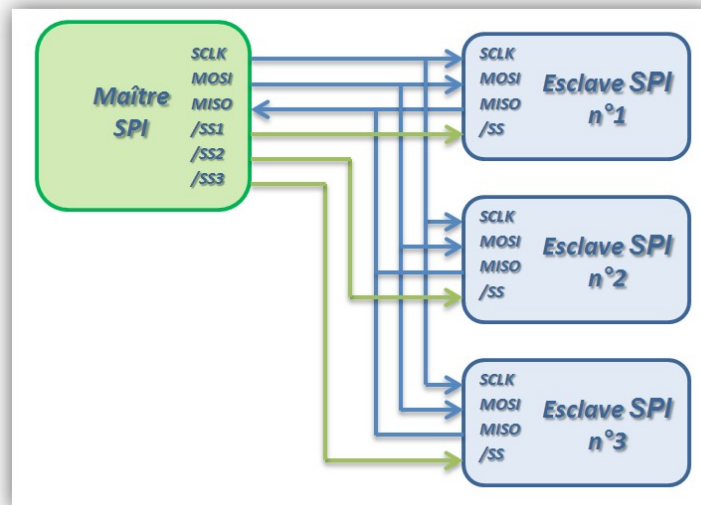 SCLK
MOSI
MISO
/SS1
/SS2
/SS3
Maître
SPI
SCLK
MOSI
MISO
/SS
Esclave SPI
n°1
SCLK
MOSI
MISO
/SS
Esclave SPI
n°2
SCLK
MOSI
MISO
/SS
Esclave SPI
n°3